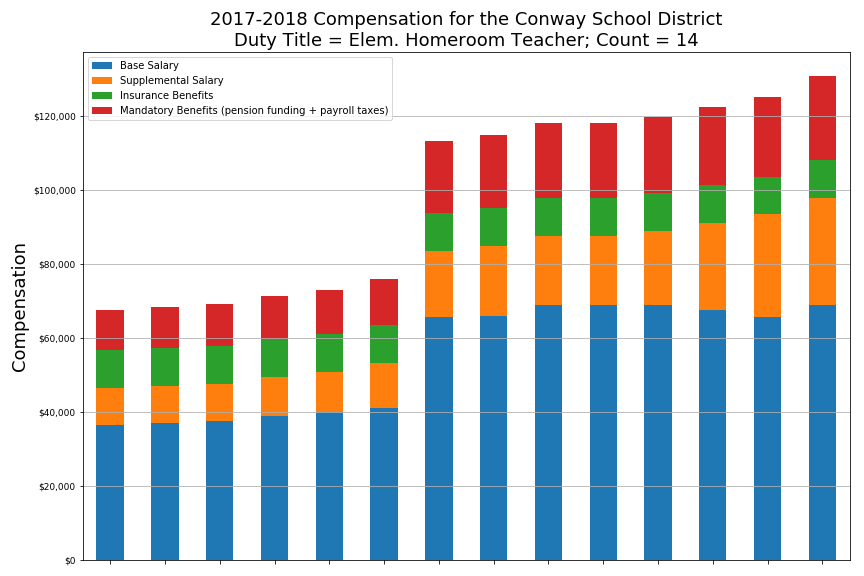 2017-2018 Compensation for the Conway School District
Duty Title = Elem. Homeroom Teacher; Count = 14
Base Salary
Supplemental Salary
Insurance Benefits
Mandatory Benefits (pension funding + payroll taxes)
Compensation
$120,000
$100,000
$80,000
$60,000
$40,000
$20,000
$0